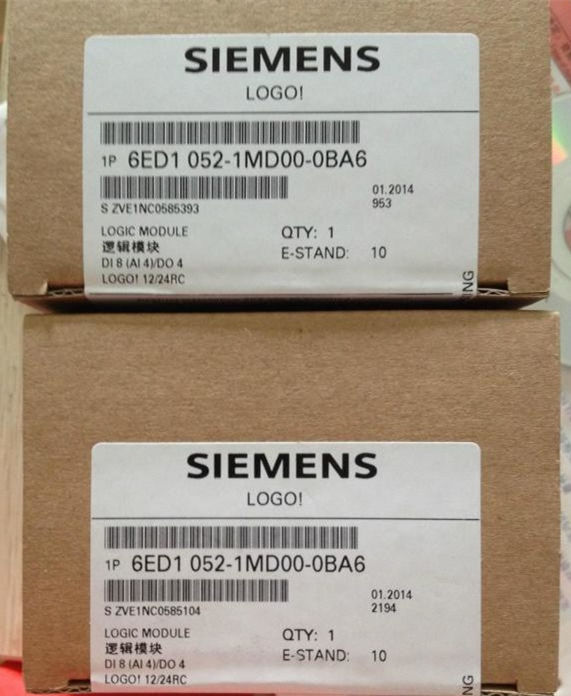 SIEMENS
LOGO!
1P 6ED1 052-1MD00-0BA6
01.2014
953
S ZVE1NC0585393
LOGIC MODULE
QTY: 1
逻辑模块
E-STAND: 10
DI 8 (AI 4)/DO 4
LOGO! 12/24RC
NG
SIEMENS
LOGO!
1P 6ED1 052-1MD00-0BA6
01.2014
2194
S ZVE1NC0585104
LOGIC MODULE
QTY: 1
逻辑模块
E-STAND: 10
DI 8 (AI 4)/DO 4
LOGO! 12/24RC
NG